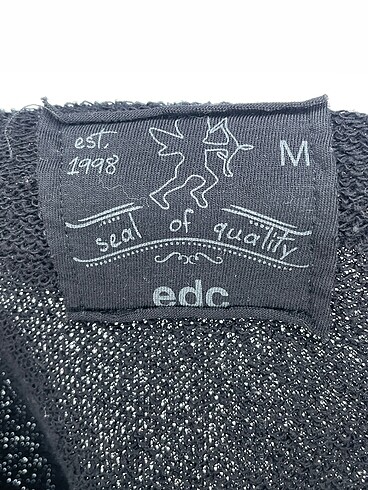 est.
1998
M
seal of quality
edc